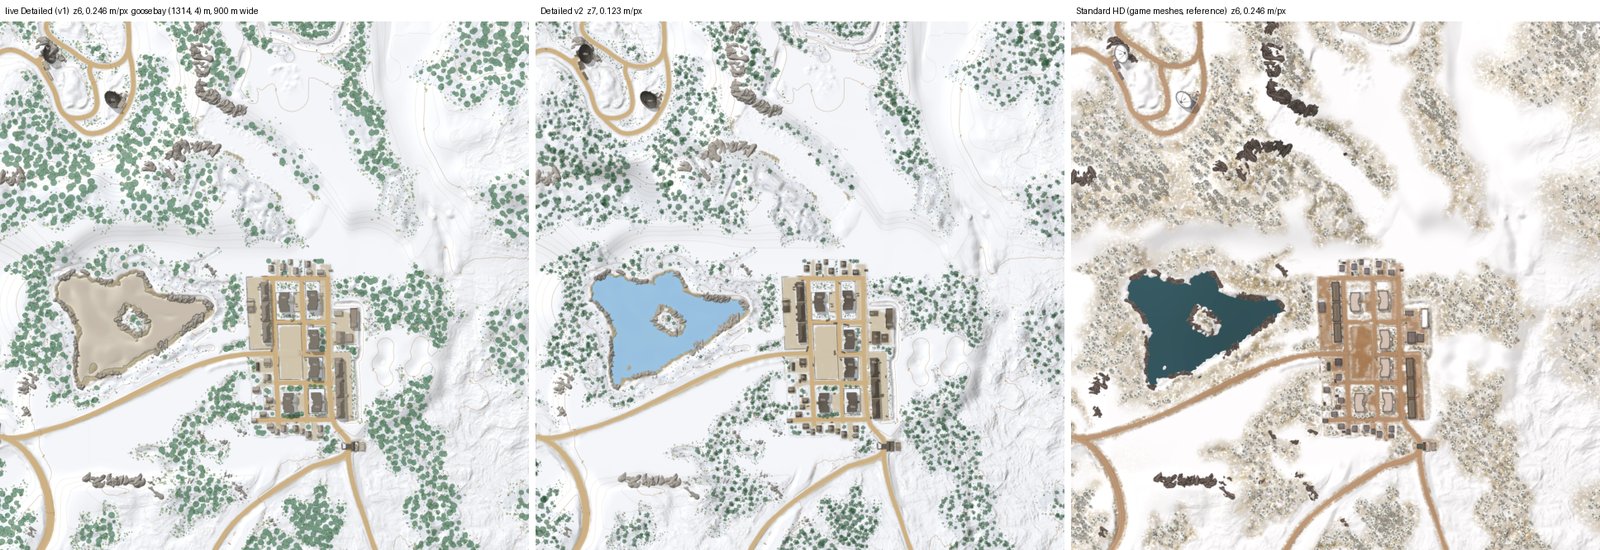 live Detailed (v1) z6, 0.246 m/px goosebay (1314, 4) m, 900 m wide
Detailed v2 z7, 0.123 m/px
Standard HD (game meshes, reference) z6, 0.246 m/px